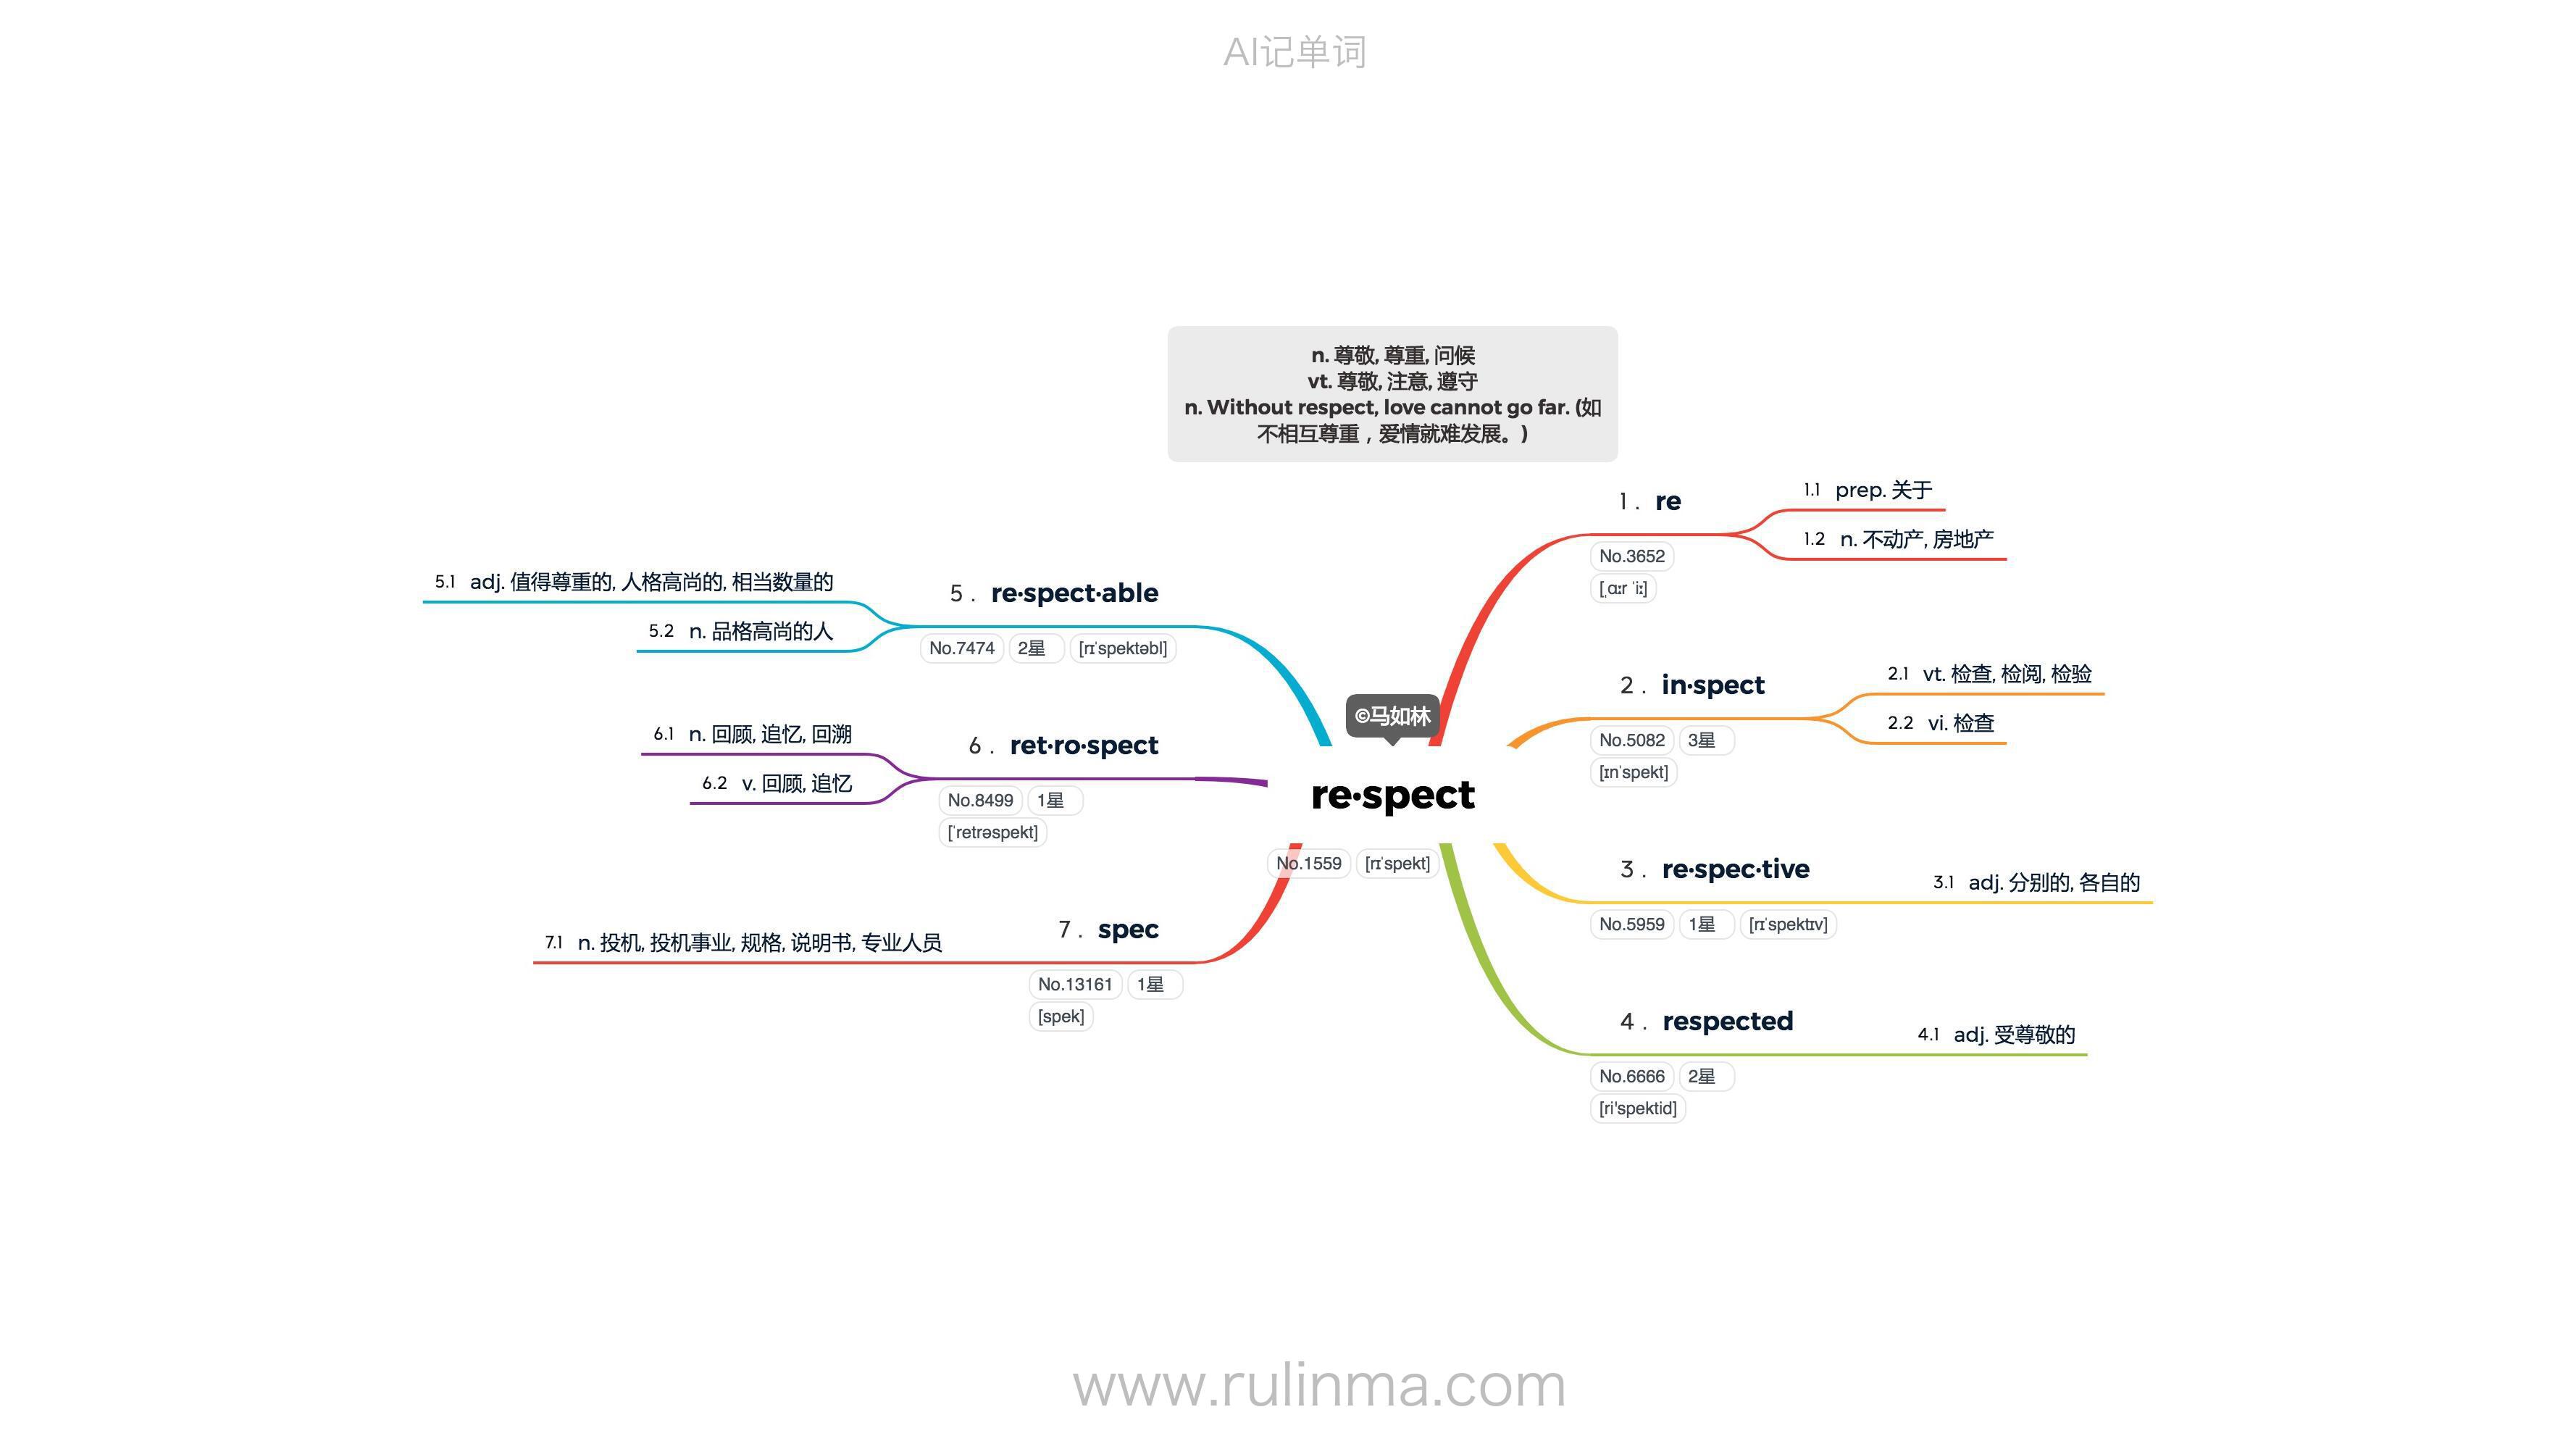 AI记单词
n. 尊敬, 尊重, 问候
vt. 尊敬, 注意, 遵守
n. Without respect, love cannot go far. (如
不相互尊重，爱情就难发展。)
©马如林
re·spect
No.1559 [rɪˈspekt]
1. re
No.3652
[ˌɑːr ˈiː]
1.1 prep. 关于
1.2 n. 不动产, 房地产
2. in·spect
No.5082 3星
[ɪnˈspekt]
2.1 vt. 检查, 检阅, 检验
2.2 vi. 检查
3. re·spec·tive
No.5959 1星 [rɪˈspektɪv]
3.1 adj. 分别的, 各自的
4. respected
No.6666 2星
[ri'spektid]
4.1 adj. 受尊敬的
5. re·spect·able
No.7474 2星 [rɪˈspektəbl]
5.1 adj. 值得尊重的, 人格高尚的, 相当数量的
5.2 n. 品格高尚的人
6. ret·ro·spect
No.8499 1星
[ˈretrəspekt]
6.1 n. 回顾, 追忆, 回溯
6.2 v. 回顾, 追忆
7. spec
No.13161 1星
[spek]
7.1 n. 投机, 投机事业, 规格, 说明书, 专业人员
www.rulinma.com